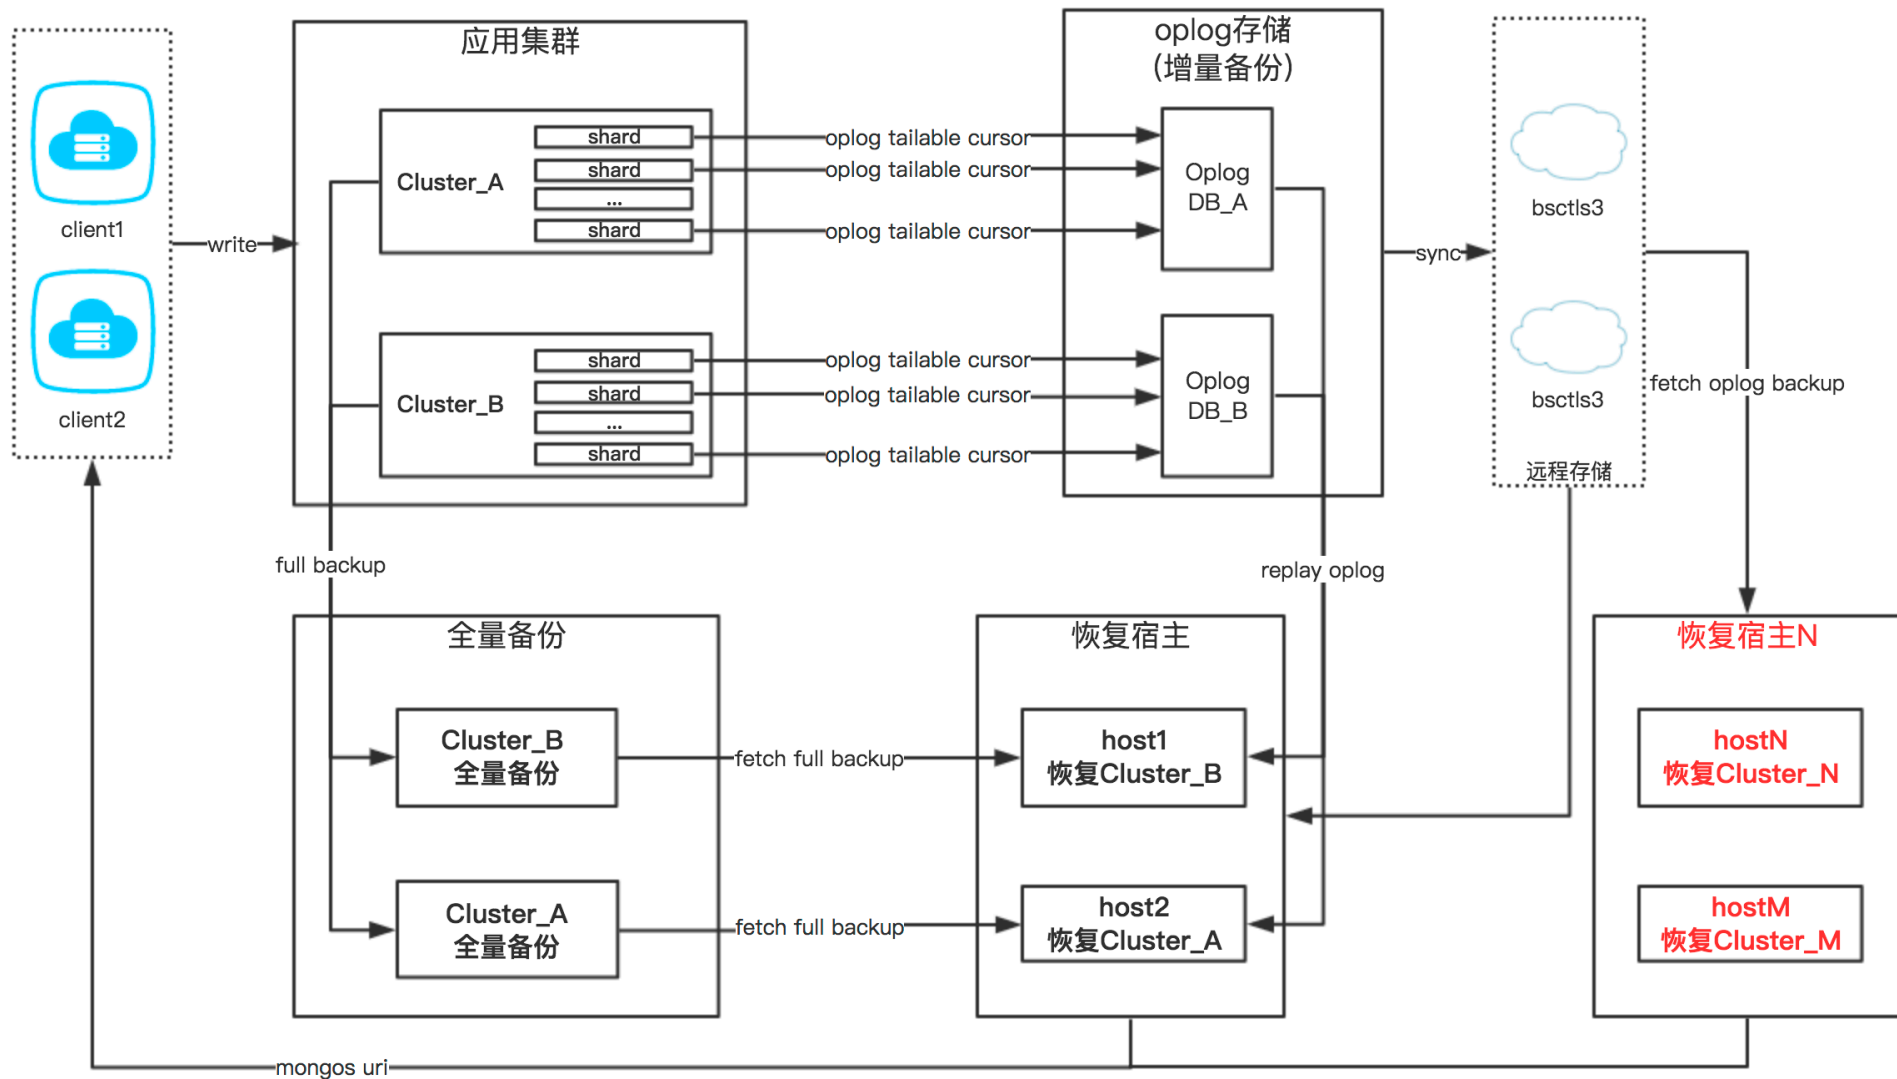 client1
client2
write
应用集群
Cluster_A
shard
shard
...
shard
Cluster_B
shard
shard
...
shard
oplog tailable cursor
oplog tailable cursor
oplog tailable cursor
oplog tailable cursor
oplog tailable cursor
oplog tailable cursor
oplog存储
(增量备份)
Oplog
DB_A
Oplog
DB_B
sync
bsctls3
bsctls3
远程存储
fetch oplog backup
full backup
replay oplog
全量备份
Cluster_B
全量备份
Cluster_A
全量备份
fetch full backup
fetch full backup
恢复宿主
host1
恢复Cluster_B
host2
恢复Cluster_A
恢复宿主N
hostN
恢复Cluster_N
hostM
恢复Cluster_M
mongos uri